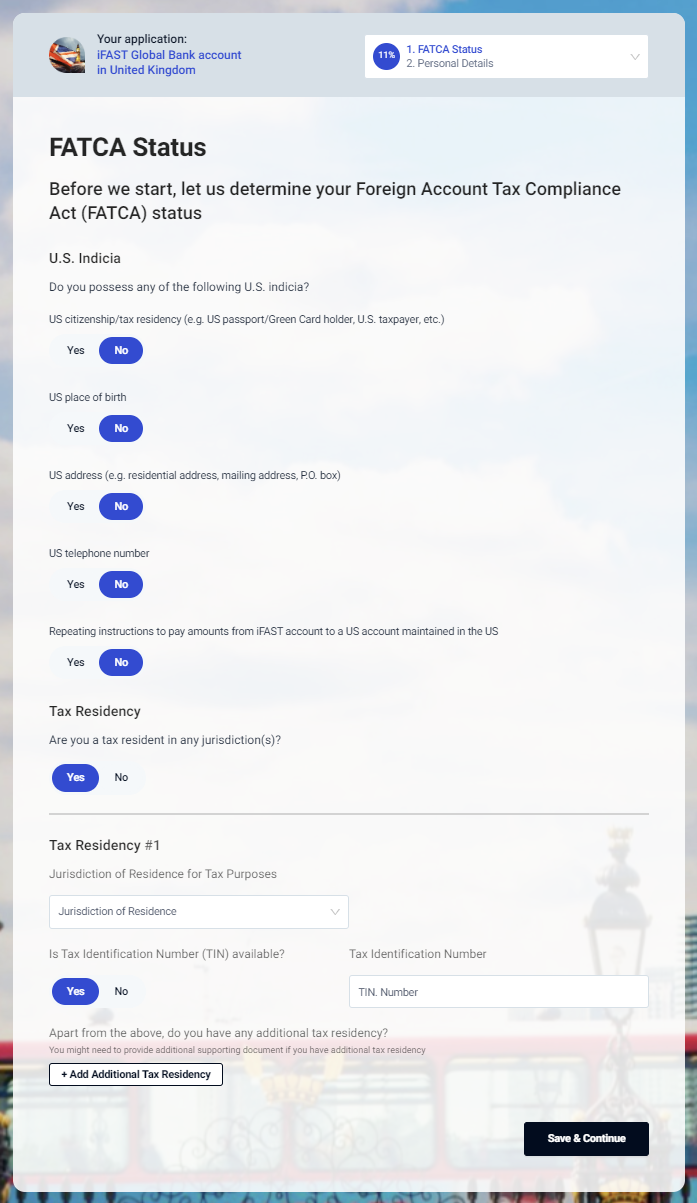 Your application:
iFAST Global Bank account
in United Kingdom
11%
1. FATCA Status
2. Personal Details
FATCA Status
Before we start, let us determine your Foreign Account Tax Compliance
Act (FATCA) status
U.S. Indicia
Do you possess any of the following U.S. indicia?
US citizenship/tax residency (e.g. US passport/Green Card holder, U.S. taxpayer, etc.)
Yes No
US place of birth
Yes No
US address (e.g. residential address, mailing address, P.O. box)
Yes No
US telephone number
Yes No
Repeating instructions to pay amounts from iFAST account to a US account maintained in the US
Yes No
Tax Residency
Are you a tax resident in any jurisdiction(s)?
Yes No
Tax Residency #1
Jurisdiction of Residence for Tax Purposes
Jurisdiction of Residence
Is Tax Identification Number (TIN) available? Tax Identification Number
Yes No TIN. Number
Apart from the above, do you have any additional tax residency?
You might need to provide additional supporting document if you have additional tax residency
+ Add Additional Tax Residency
Save & Continue